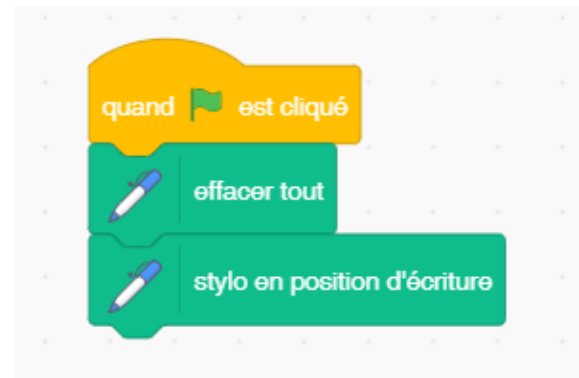 quand est cliqué
effacer tout
stylo en position d'écriture